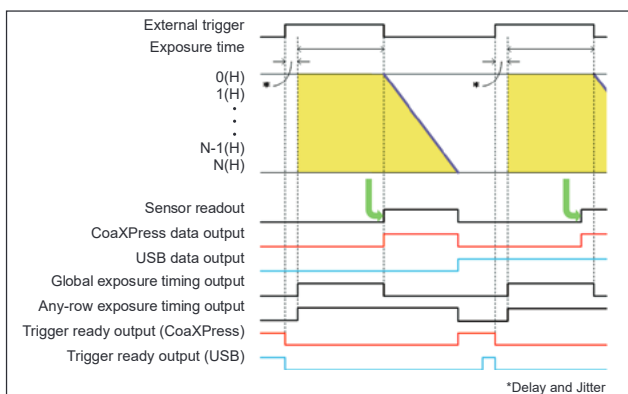 External trigger
Exposure time
*
*
0(H)
1(H)
·
·
·
N-1(H)
N(H)
Sensor readout
CoaXPress data output
USB data output
Global exposure timing output
Any-row exposure timing output
Trigger ready output (CoaXPress)
Trigger ready output (USB)
*Delay and Jitter